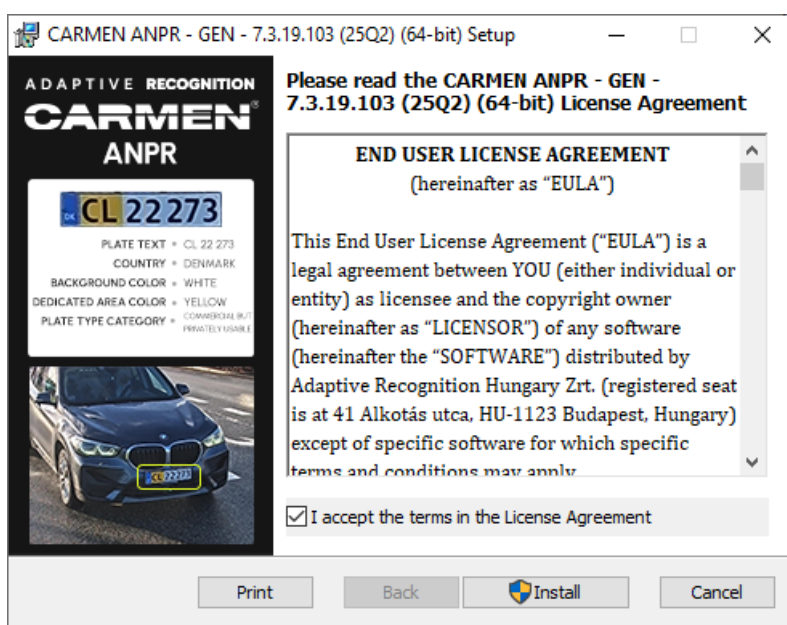 CARMEN ANPR - GEN - 7.3.19.103 (25Q2) (64-bit) Setup
ADAPTIVE RECOGNITION
CARMEN®
ANPR
DK CL 22273
PLATE TEXT • CL 22 273
COUNTRY • DENMARK
BACKGROUND COLOR • WHITE
DEDICATED AREA COLOR • YELLOW
PLATE TYPE CATEGORY • COMMERCIAL BUT
PRIVATELY USABLE
CL22273
Please read the CARMEN ANPR - GEN -
7.3.19.103 (25Q2) (64-bit) License Agreement
END USER LICENSE AGREEMENT
(hereinafter as “EULA”)
This End User License Agreement (“EULA”) is a
legal agreement between YOU (either individual or
entity) as licensee and the copyright owner
(hereinafter as “LICENSOR”) of any software
(hereinafter the “SOFTWARE”) distributed by
Adaptive Recognition Hungary Zrt. (registered seat
is at 41 Alkotás utca, HU-1123 Budapest, Hungary)
except of specific software for which specific
terms and conditions may apply.
I accept the terms in the License Agreement
Print
Back
Install
Cancel